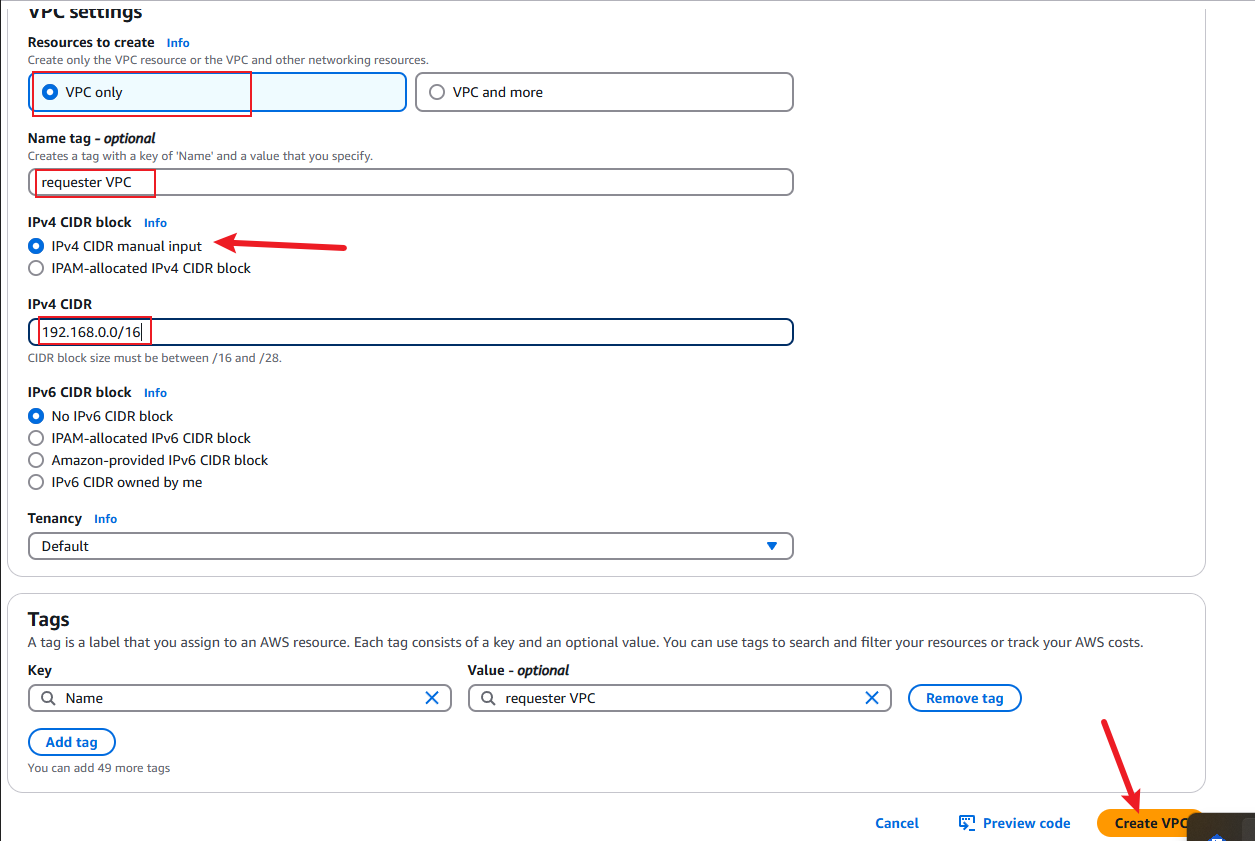 VPC settings
Resources to create Info
Create only the VPC resource or the VPC and other networking resources.
VPC only VPC and more
Name tag - optional
Creates a tag with a key of 'Name' and a value that you specify.
requester VPC
IPv4 CIDR block Info
IPv4 CIDR manual input
IPAM-allocated IPv4 CIDR block
IPv4 CIDR
192.168.0.0/16
CIDR block size must be between /16 and /28.
IPv6 CIDR block Info
No IPv6 CIDR block
IPAM-allocated IPv6 CIDR block
Amazon-provided IPv6 CIDR block
IPv6 CIDR owned by me
Tenancy Info
Default
Tags
A tag is a label that you assign to an AWS resource. Each tag consists of a key and an optional value. You can use tags to search and filter your resources or track your AWS costs.
Key Value - optional
Name requester VPC Remove tag
Add tag
You can add 49 more tags
Cancel Preview code Create VPC